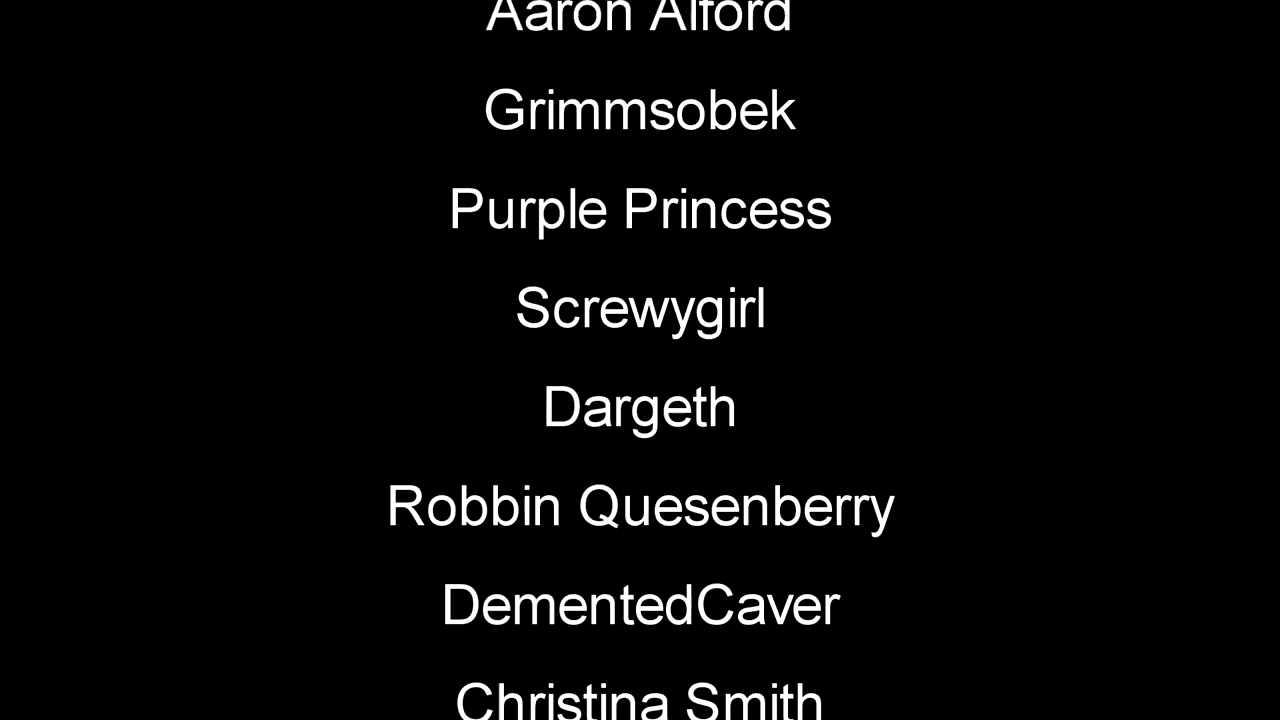 Aaron Alford
Grimmsobek
Purple Princess
Screwygirl
Dargeth
Robbin Quesenberry
DementedCaver
Christina Smith